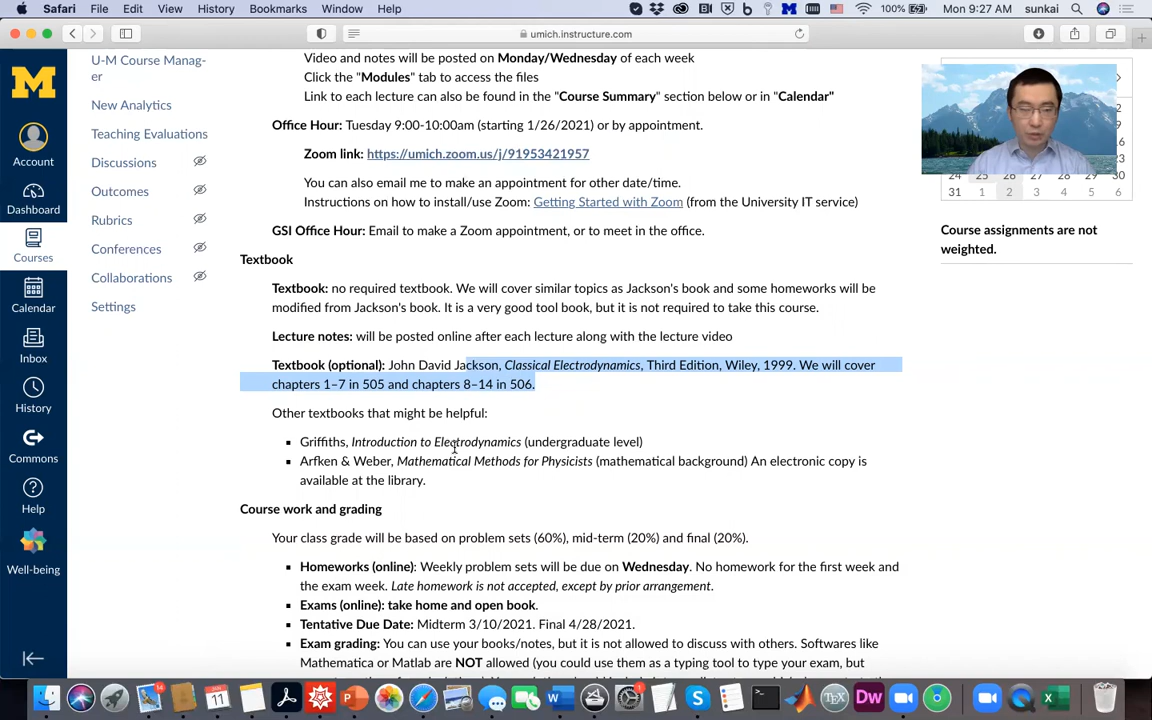 Safari File Edit View History Bookmarks Window Help 100% Mon 9:27 AM sunkai
umich.instructure.com
U-M Course Manag-
er
New Analytics
Teaching Evaluations
Discussions
Outcomes
Rubrics
Conferences
Collaborations
Settings
M
Account
Dashboard
Courses
Calendar
Inbox
History
Commons
Help
Well-being
Video and notes will be posted on Monday/Wednesday of each week
Click the "Modules" tab to access the files
Link to each lecture can also be found in the "Course Summary" section below or in "Calendar"
Office Hour: Tuesday 9:00-10:00am (starting 1/26/2021) or by appointment.
Zoom link: https://umich.zoom.us/j/91953421957
You can also email me to make an appointment for other date/time.
Instructions on how to install/use Zoom: Getting Started with Zoom (from the University IT service)
GSI Office Hour: Email to make a Zoom appointment, or to meet in the office.
Textbook
Textbook: no required textbook. We will cover similar topics as Jackson's book and some homeworks will be
modified from Jackson's book. It is a very good tool book, but it is not required to take this course.
Lecture notes: will be posted online after each lecture along with the lecture video
Textbook (optional): John David Jackson, Classical Electrodynamics, Third Edition, Wiley, 1999. We will cover
chapters 1–7 in 505 and chapters 8–14 in 506.
Other textbooks that might be helpful:
Griffiths, Introduction to Electrodynamics (undergraduate level)
Arfken & Weber, Mathematical Methods for Physicists (mathematical background) An electronic copy is
available at the library.
Course work and grading
Your class grade will be based on problem sets (60%), mid-term (20%) and final (20%).
Homeworks (online): Weekly problem sets will be due on Wednesday. No homework for the first week and
the exam week. Late homework is not accepted, except by prior arrangement.
Exams (online): take home and open book.
Tentative Due Date: Midterm 3/10/2021. Final 4/28/2021.
Exam grading: You can use your books/notes, but it is not allowed to discuss with others. Softwares like
Mathematica or Matlab are NOT allowed (you could use them as a typing tool to type your exam, but
24 25 26 27 28 29 30
31 1 2 3 4 5 6
Course assignments are not
weighted.